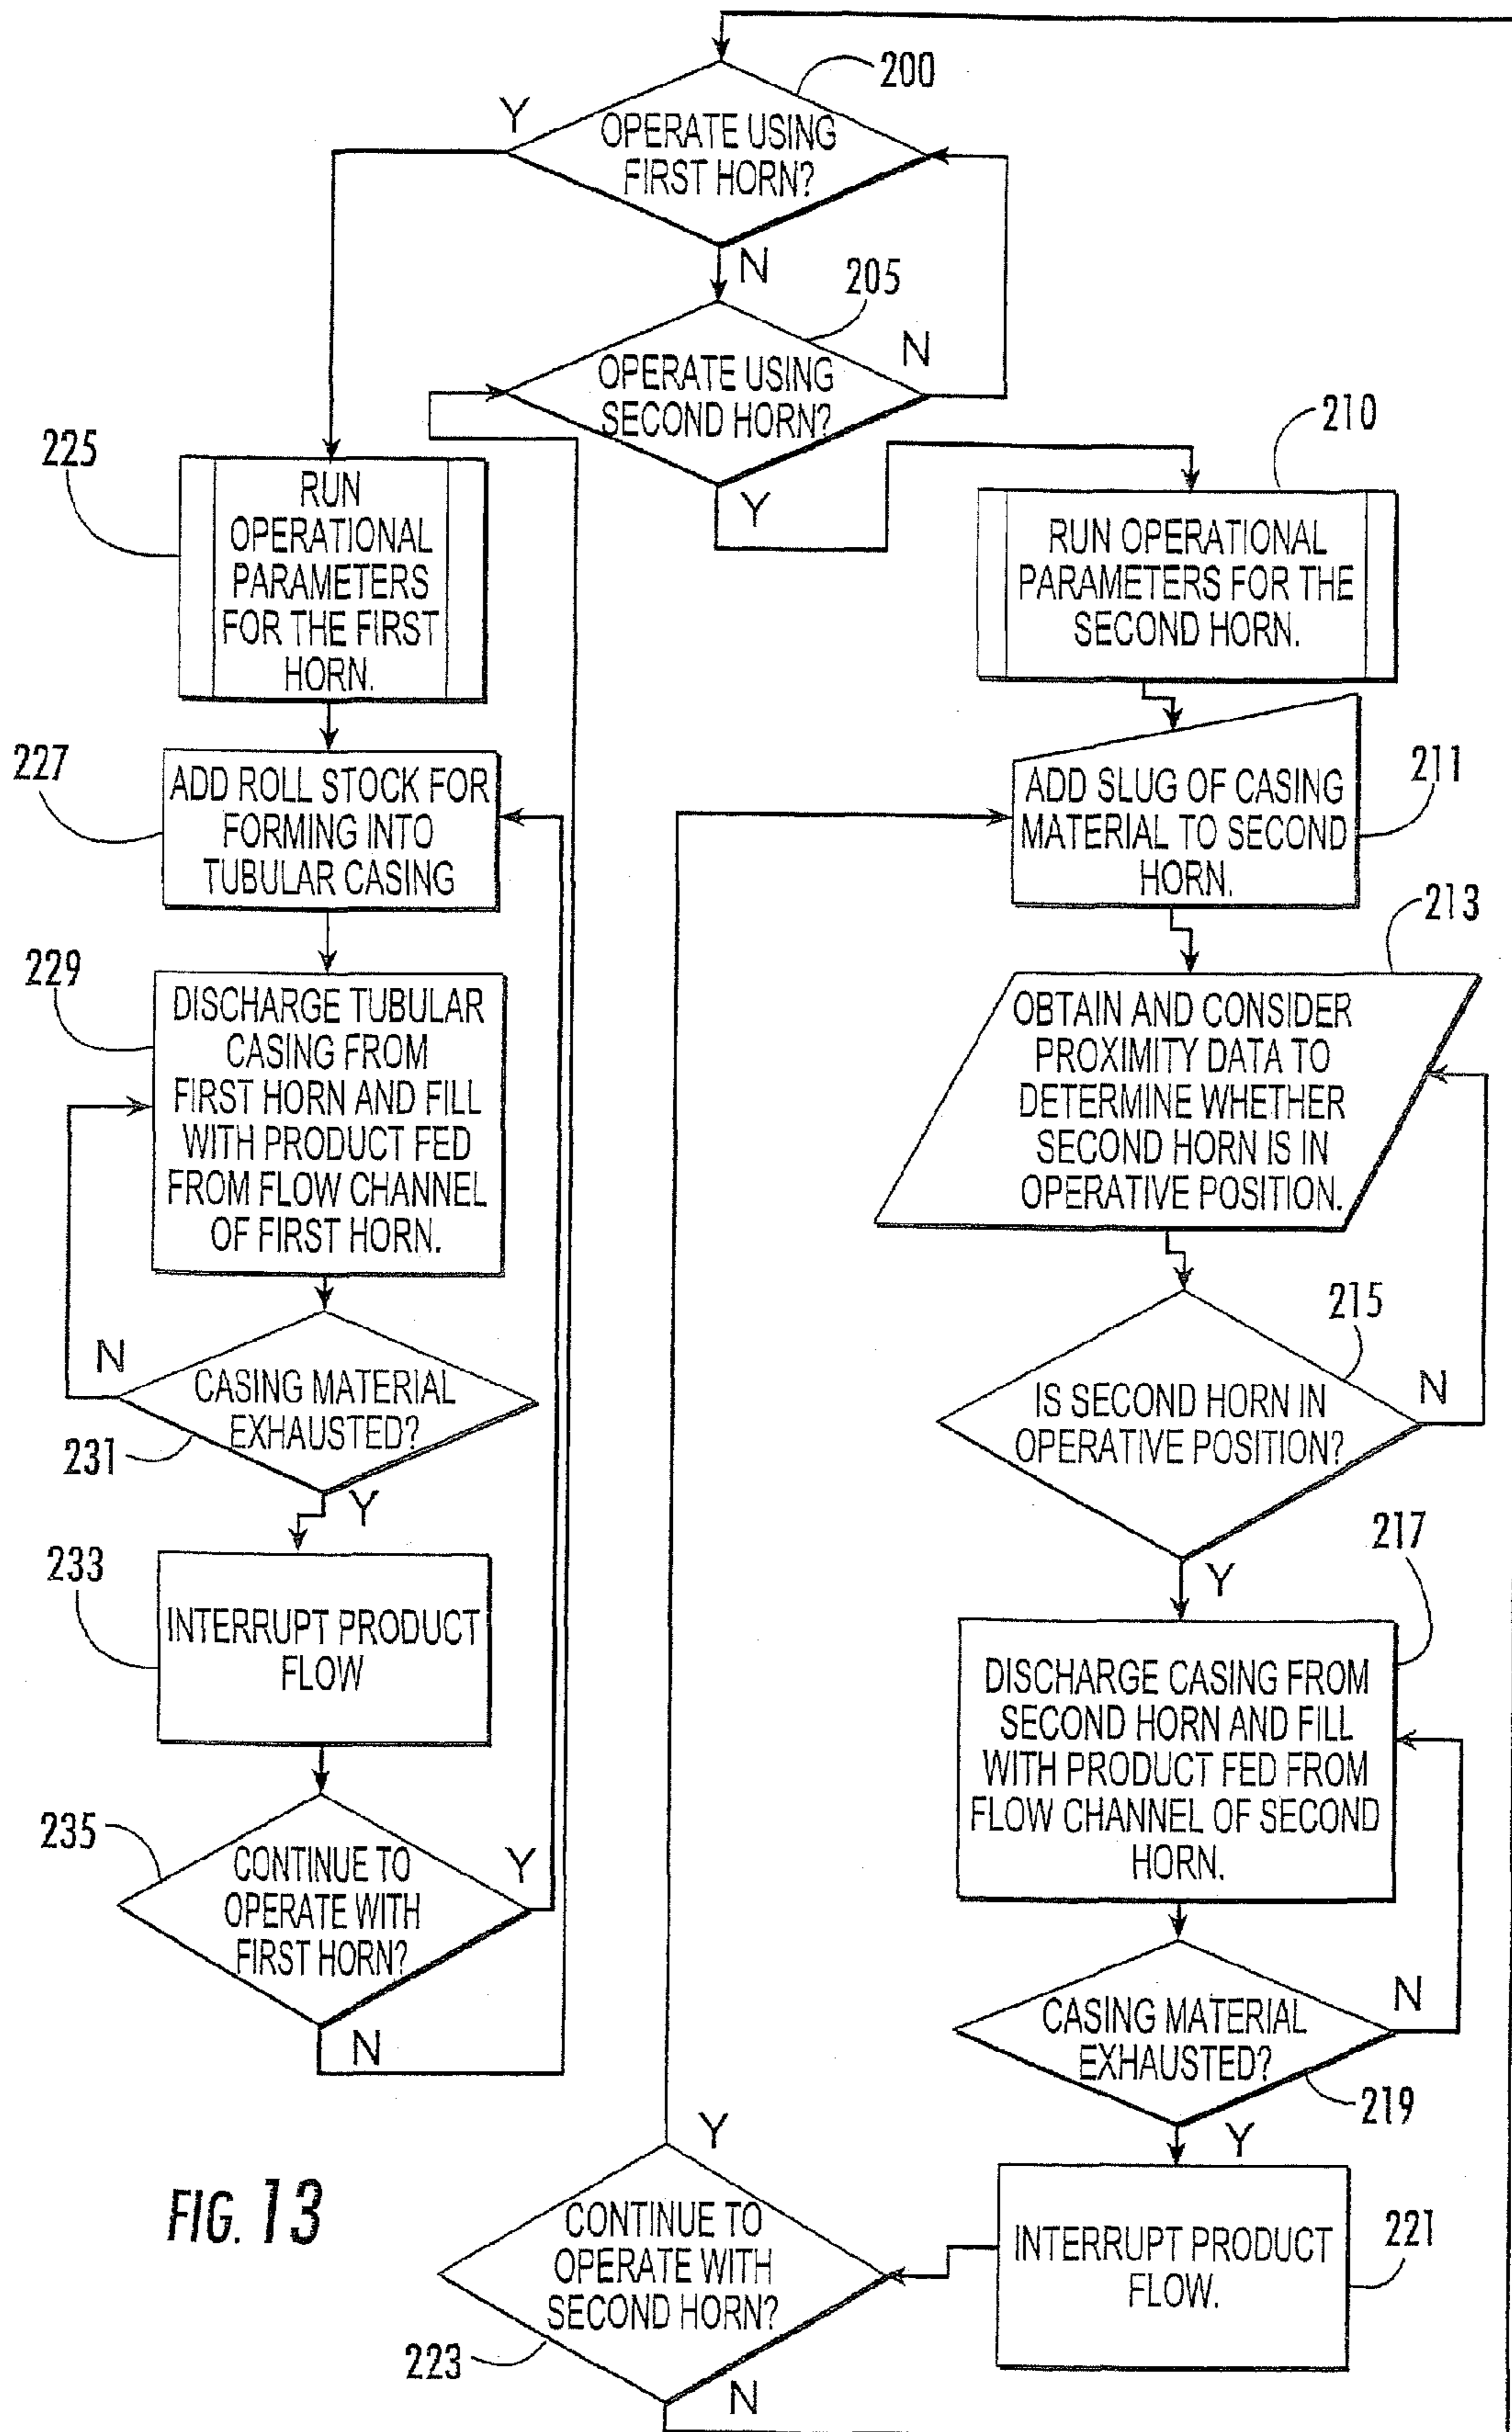 200
Y
OPERATE USING
FIRST HORN?
N
205
N
OPERATE USING
SECOND HORN?
Y
225
RUN
OPERATIONAL
PARAMETERS
FOR THE FIRST
HORN.
210
RUN OPERATIONAL
PARAMETERS FOR THE
SECOND HORN.
227
ADD ROLL STOCK FOR
FORMING INTO
TUBULAR CASING
211
ADD SLUG OF CASING
MATERIAL TO SECOND
HORN.
229
DISCHARGE TUBULAR
CASING FROM
FIRST HORN AND FILL
WITH PRODUCT FED
FROM FLOW CHANNEL
OF FIRST HORN.
213
OBTAIN AND CONSIDER
PROXIMITY DATA TO
DETERMINE WHETHER
SECOND HORN IS IN
OPERATIVE POSITION.
N
CASING MATERIAL
EXHAUSTED?
231
Y
215
IS SECOND HORN IN
OPERATIVE POSITION?
N
Y
233
INTERRUPT PRODUCT
FLOW
217
DISCHARGE CASING FROM
SECOND HORN AND FILL
WITH PRODUCT FED FROM
FLOW CHANNEL OF SECOND
HORN.
235
CONTINUE TO
OPERATE WITH
FIRST HORN?
Y
N
CASING MATERIAL
EXHAUSTED?
N
219
Y
INTERRUPT PRODUCT
FLOW.
221
Y
CONTINUE TO
OPERATE WITH
SECOND HORN?
223
N
FIG. 13